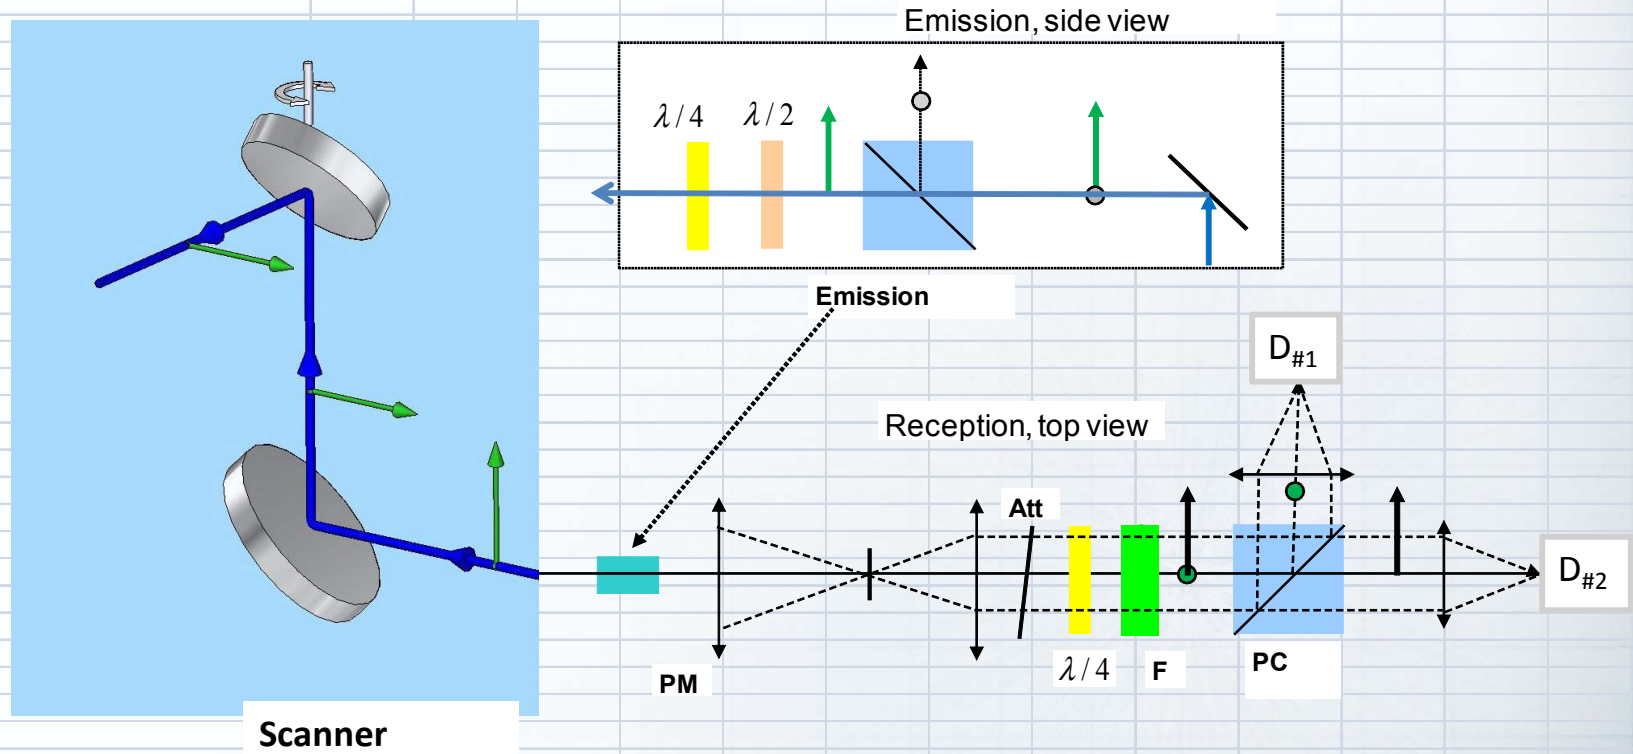 Emission, side view
λ/4
λ/2
Emission
D#1
Reception, top view
Att
D#2
λ/4
F
PC
PM
Scanner